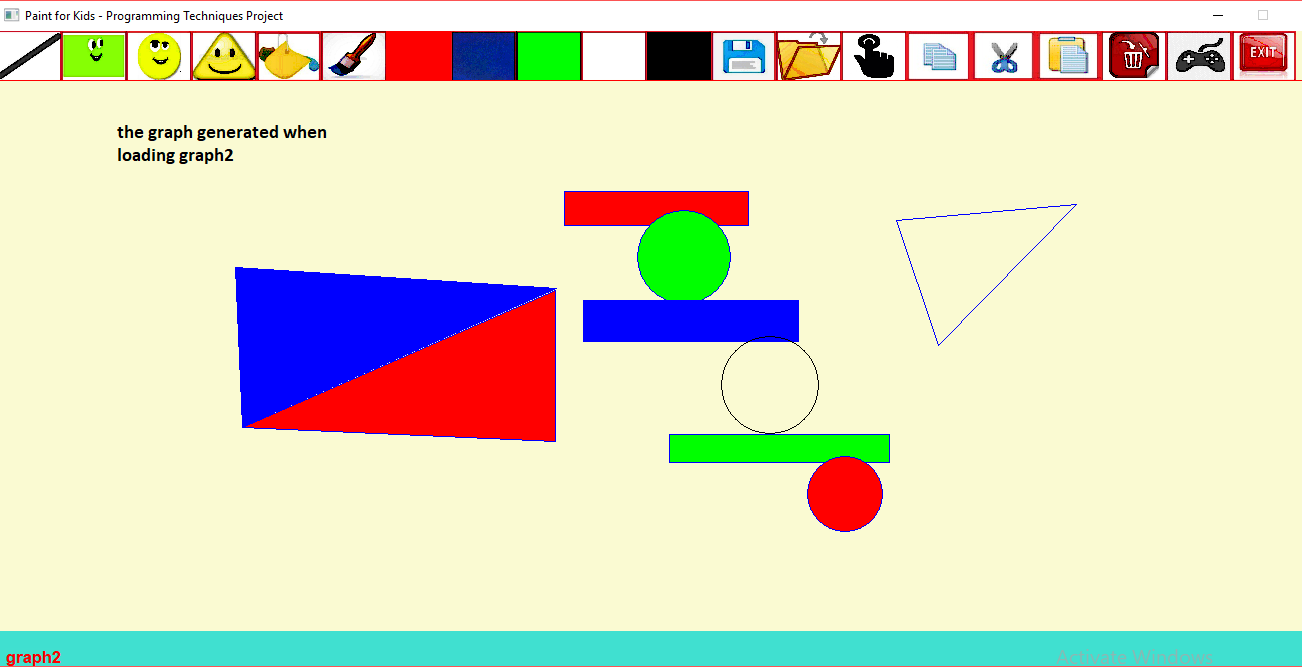 Paint for Kids - Programming Techniques Project
EXIT
the graph generated when
loading graph2
graph2
Activate Windows